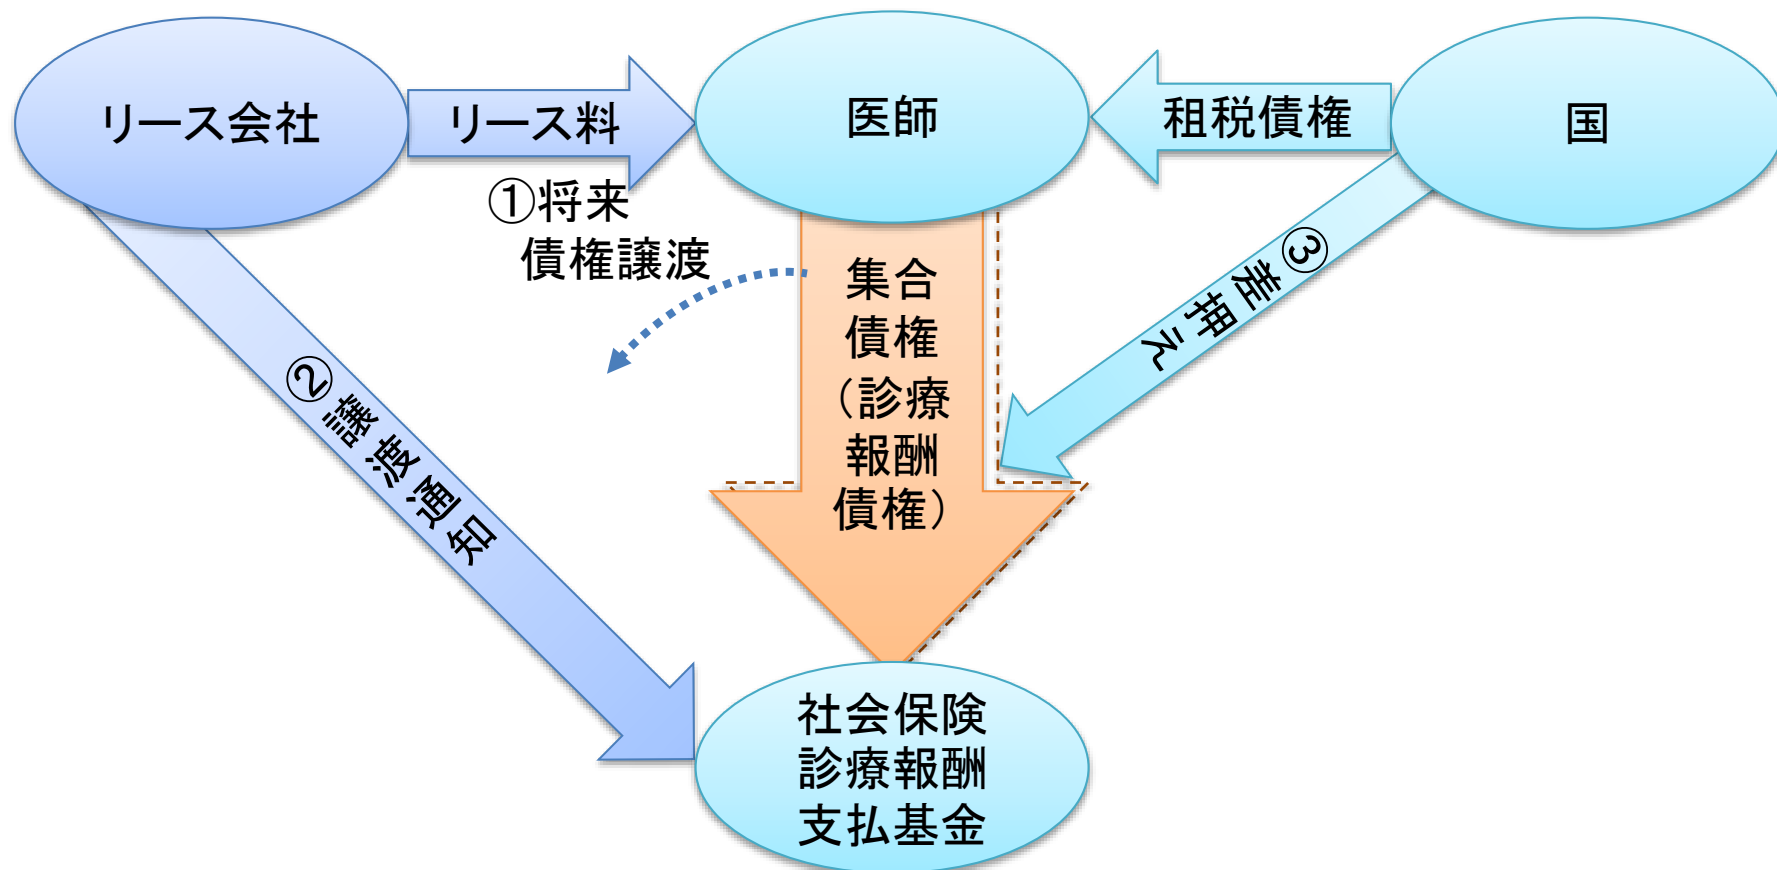 リース会社
リース料
医師
租税債権
国
①将来
債権譲渡
集合
債権
（診療
報酬
債権）
②譲渡通知
③差押え
社会保険
診療報酬
支払基金